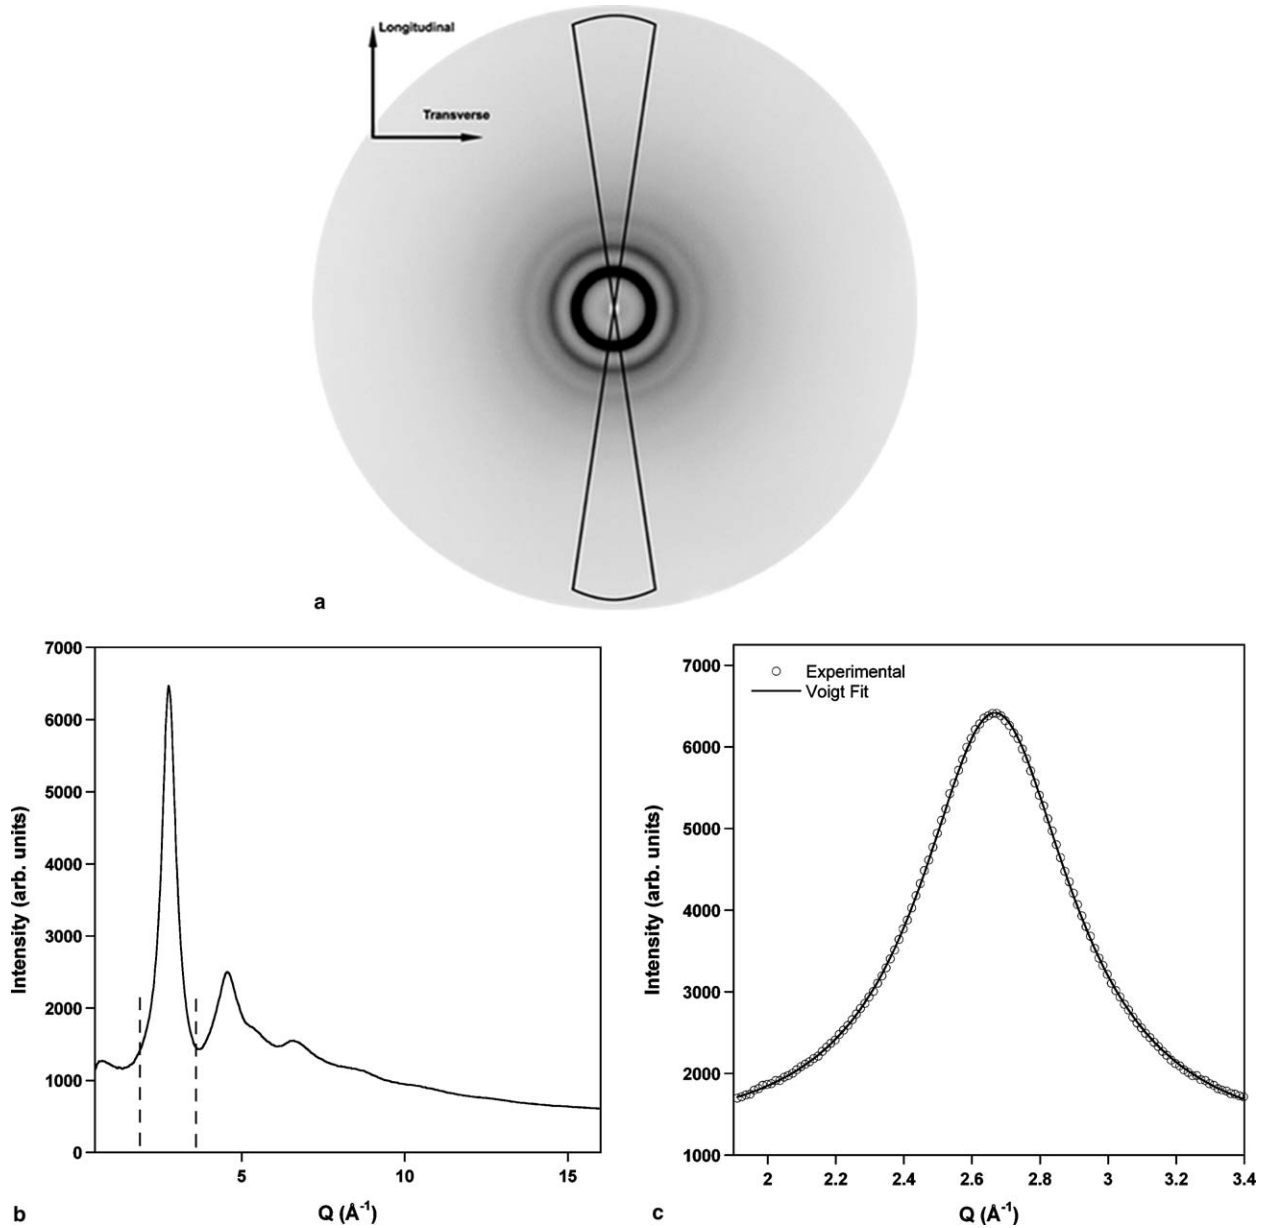 Longitudinal
Transverse
a
7000
6000
5000
4000
3000
2000
1000
0
5
10
15
Intensity (arb. units)
Q (Å⁻¹)
b
Experimental
Voigt Fit
7000
6000
5000
4000
3000
2000
1000
2
2.2
2.4
2.6
2.8
3
3.2
3.4
Intensity (arb. units)
Q (Å⁻¹)
c